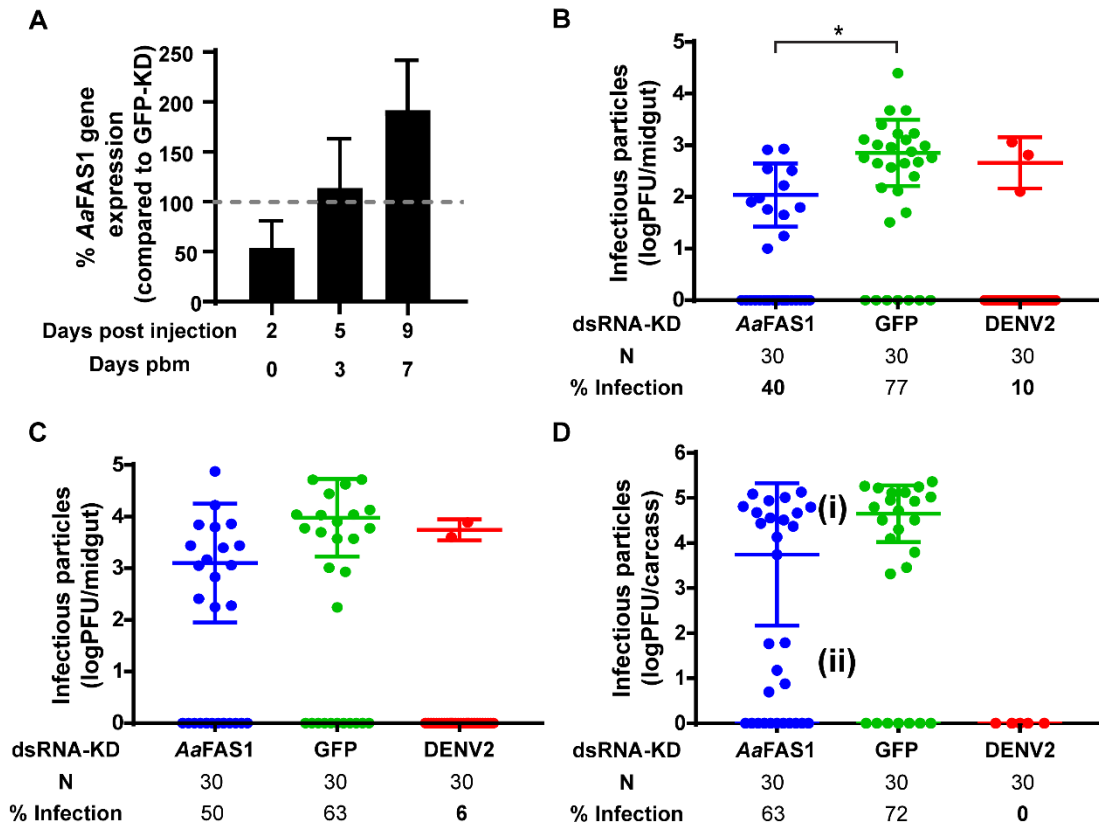 A
% AaFAS1 gene
expression
(compared to GFP-KD)
250
200
150
100
50
0
Days post injection 2 5 9
Days pbm 0 3 7
B
*
Infectious particles
(logPFU/midgut)
5
4
3
2
1
0
dsRNA-KD AaFAS1 GFP DENV2
N 30 30 30
% Infection 40 77 10
C
Infectious particles
(logPFU/midgut)
5
4
3
2
1
0
dsRNA-KD AaFAS1 GFP DENV2
N 30 30 30
% Infection 50 63 6
D
Infectious particles
(logPFU/carcass)
6
5
4
3
2
1
0
(i)
(ii)
dsRNA-KD AaFAS1 GFP DENV2
N 30 30 30
% Infection 63 72 0